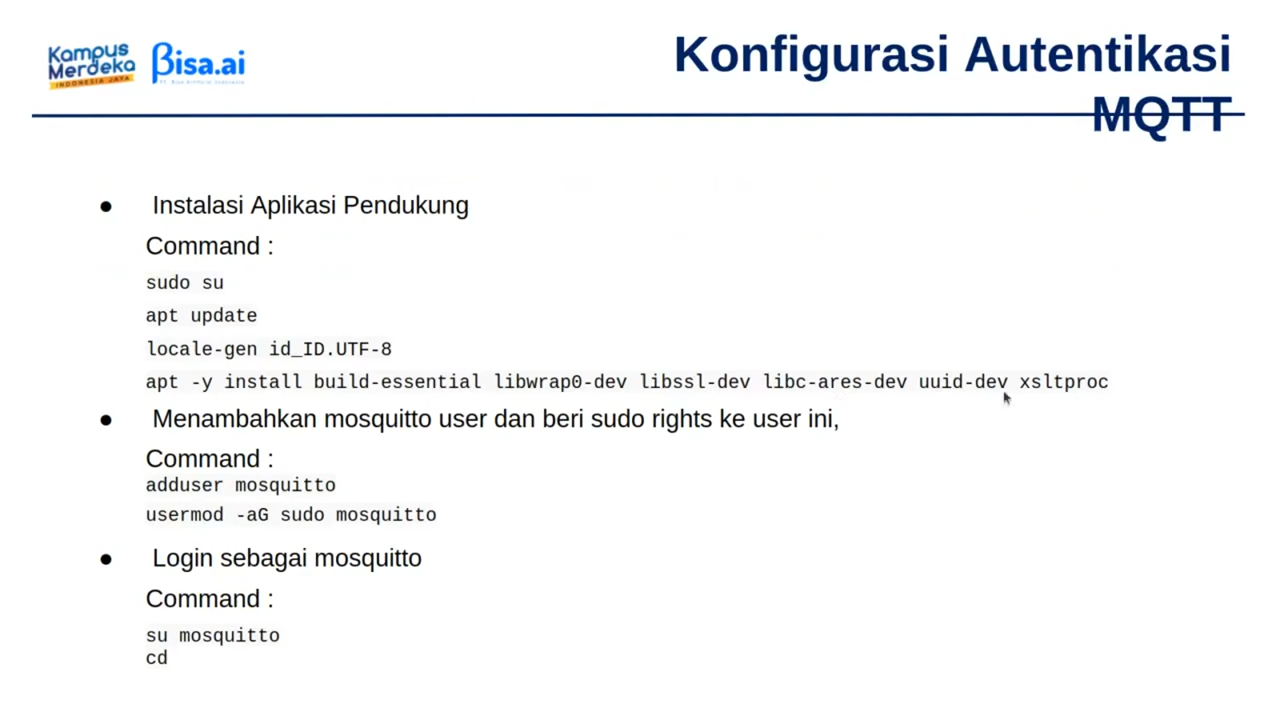 Kampus
Merdeka
INDONESIA JAYA
βisa.ai
Konfigurasi Autentikasi
MQTT
● Instalasi Aplikasi Pendukung
Command :
sudo su
apt update
locale-gen id_ID.UTF-8
apt -y install build-essential libwrap0-dev libssl-dev libc-ares-dev uuid-dev xsltproc
● Menambahkan mosquitto user dan beri sudo rights ke user ini,
Command :
adduser mosquitto
usermod -aG sudo mosquitto
● Login sebagai mosquitto
Command :
su mosquitto
cd